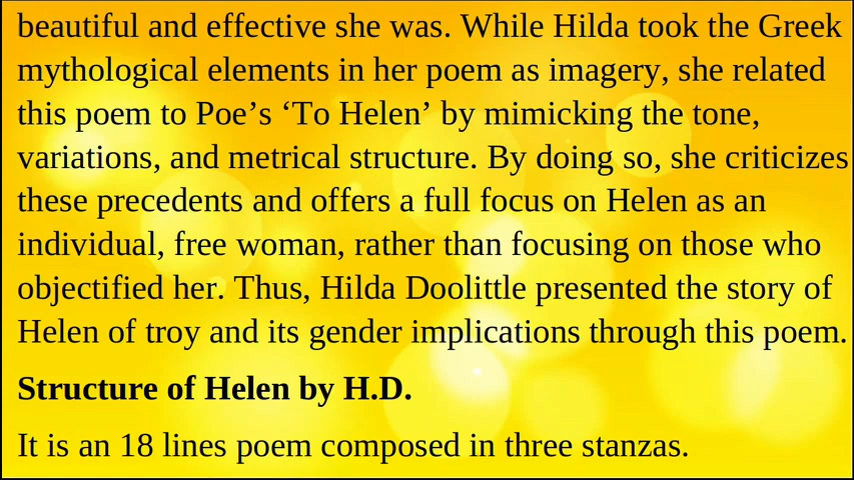 beautiful and effective she was. While Hilda took the Greek
mythological elements in her poem as imagery, she related
this poem to Poe’s ‘To Helen’ by mimicking the tone,
variations, and metrical structure. By doing so, she criticizes
these precedents and offers a full focus on Helen as an
individual, free woman, rather than focusing on those who
objectified her. Thus, Hilda Doolittle presented the story of
Helen of troy and its gender implications through this poem.
Structure of Helen by H.D.
It is an 18 lines poem composed in three stanzas.